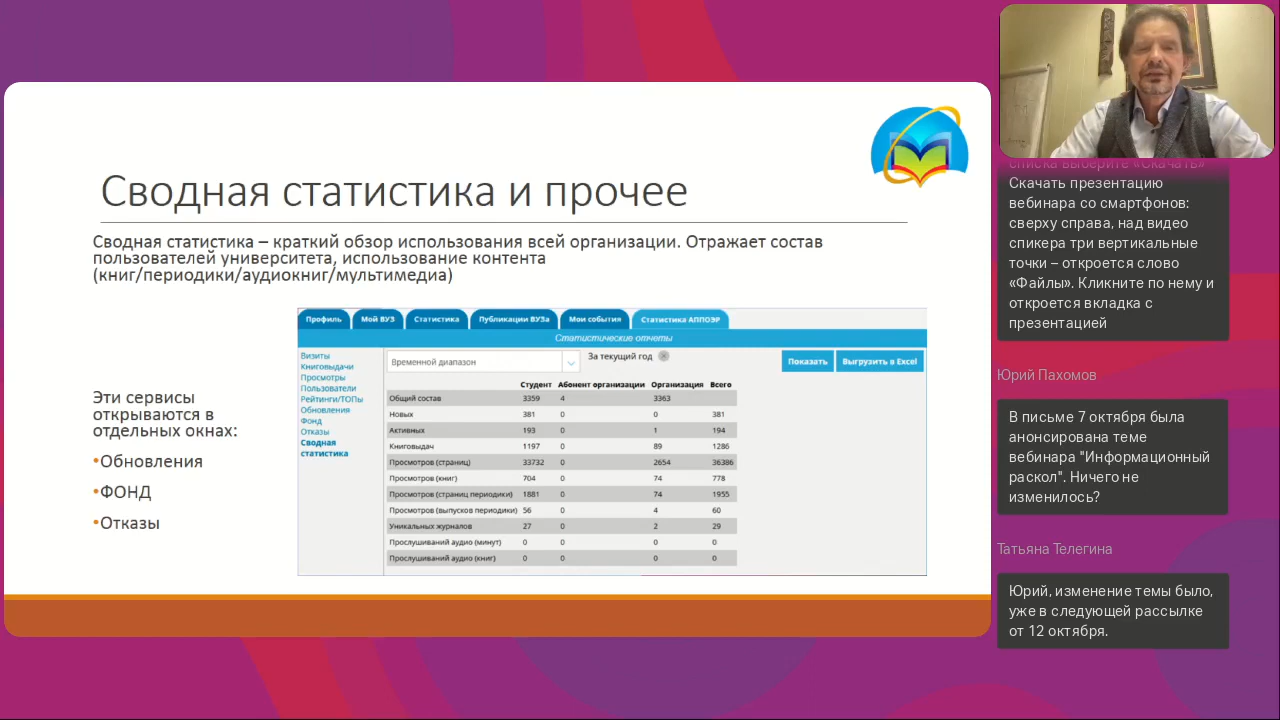 Сводная статистика и прочее
Сводная статистика – краткий обзор использования всей организации. Отражает состав
пользователей университета, использование контента
(книг/периодики/аудиокниг/мультимедиа)
Эти сервисы
открываются в
отдельных окнах:
•Обновления
•ФОНД
•Отказы
Профиль Мой ВУЗ Статистика Публикации ВУЗа Мои события Статистика АППОЭР
Статистические отчеты
Визиты
Книговыдачи
Просмотры
Пользователи
Рейтинги/ТОПы
Обновления
Фонд
Отказы
Сводная
статистика
Временной диапазон За текущий год Показать Выгрузить в Excel
Студент Абонент организации Организация Всего
Общий состав 3359 4 3363
Новых 381 0 0 381
Активных 193 0 1 194
Книговыдач 1197 0 89 1286
Просмотров (страниц) 33732 0 2654 36386
Просмотров (книг) 704 0 74 778
Просмотров (страниц периодики) 1881 0 74 1955
Просмотров (выпусков периодики) 56 0 4 60
Уникальных журналов 27 0 2 29
Прослушиваний аудио (минут) 0 0 0 0
Прослушиваний аудио (книг) 0 0 0 0
списка выберите «Скачать»
Скачать презентацию
вебинара со смартфонов:
сверху справа, над видео
спикера три вертикальные
точки – откроется слово
«Файлы». Кликните по нему и
откроется вкладка с
презентацией
Юрий Пахомов
В письме 7 октября была
анонсирована теме
вебинара "Информационный
раскол". Ничего не
изменилось?
Татьяна Телегина
Юрий, изменение темы было,
уже в следующей рассылке
от 12 октября.